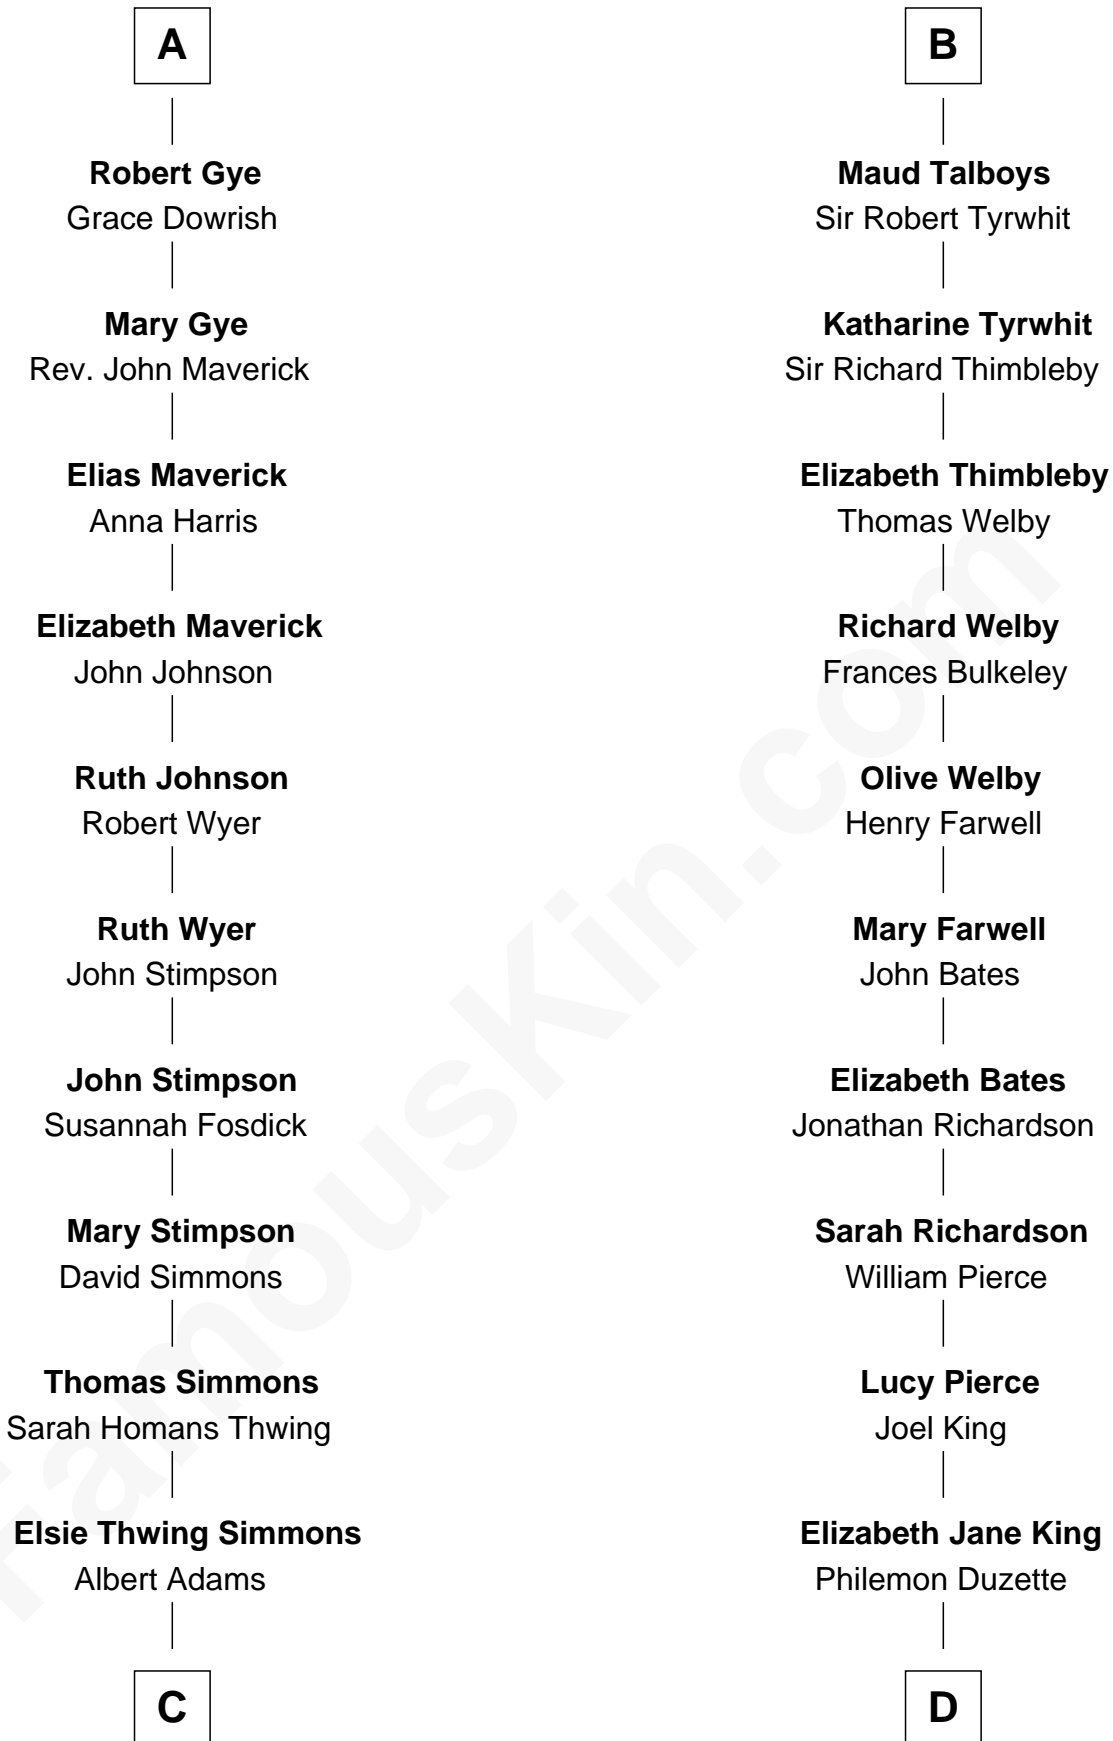 A
Robert Gye
Grace Dowrish
Mary Gye
Rev. John Maverick
Elias Maverick
Anna Harris
Elizabeth Maverick
John Johnson
Ruth Johnson
Robert Wyer
Ruth Wyer
John Stimpson
John Stimpson
Susannah Fosdick
Mary Stimpson
David Simmons
Thomas Simmons
Sarah Homans Thwing
Elsie Thwing Simmons
Albert Adams
C
B
Maud Talboys
Sir Robert Tyrwhit
Katharine Tyrwhit
Sir Richard Thimbleby
Elizabeth Thimbleby
Thomas Welby
Richard Welby
Frances Bulkeley
Olive Welby
Henry Farwell
Mary Farwell
John Bates
Elizabeth Bates
Jonathan Richardson
Sarah Richardson
William Pierce
Lucy Pierce
Joel King
Elizabeth Jane King
Philemon Duzette
D
FamousKin.com